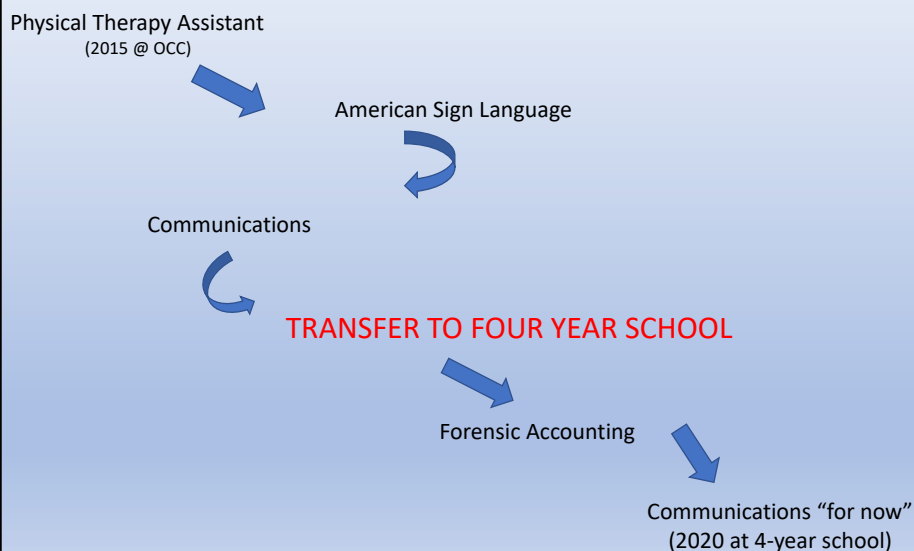 Physical Therapy Assistant
(2015 @ OCC)
American Sign Language
Communications
TRANSFER TO FOUR YEAR SCHOOL
Forensic Accounting
Communications “for now”
(2020 at 4-year school)